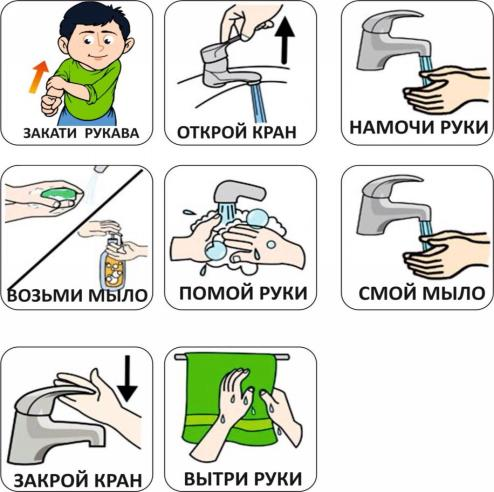 ЗАКАТИ РУКАВА
ОТКРОЙ КРАН
НАМОЧИ РУКИ
ВОЗЬМИ МЫЛО
ПОМОЙ РУКИ
СМОЙ МЫЛО
ЗАКРОЙ КРАН
ВЫТРИ РУКИ